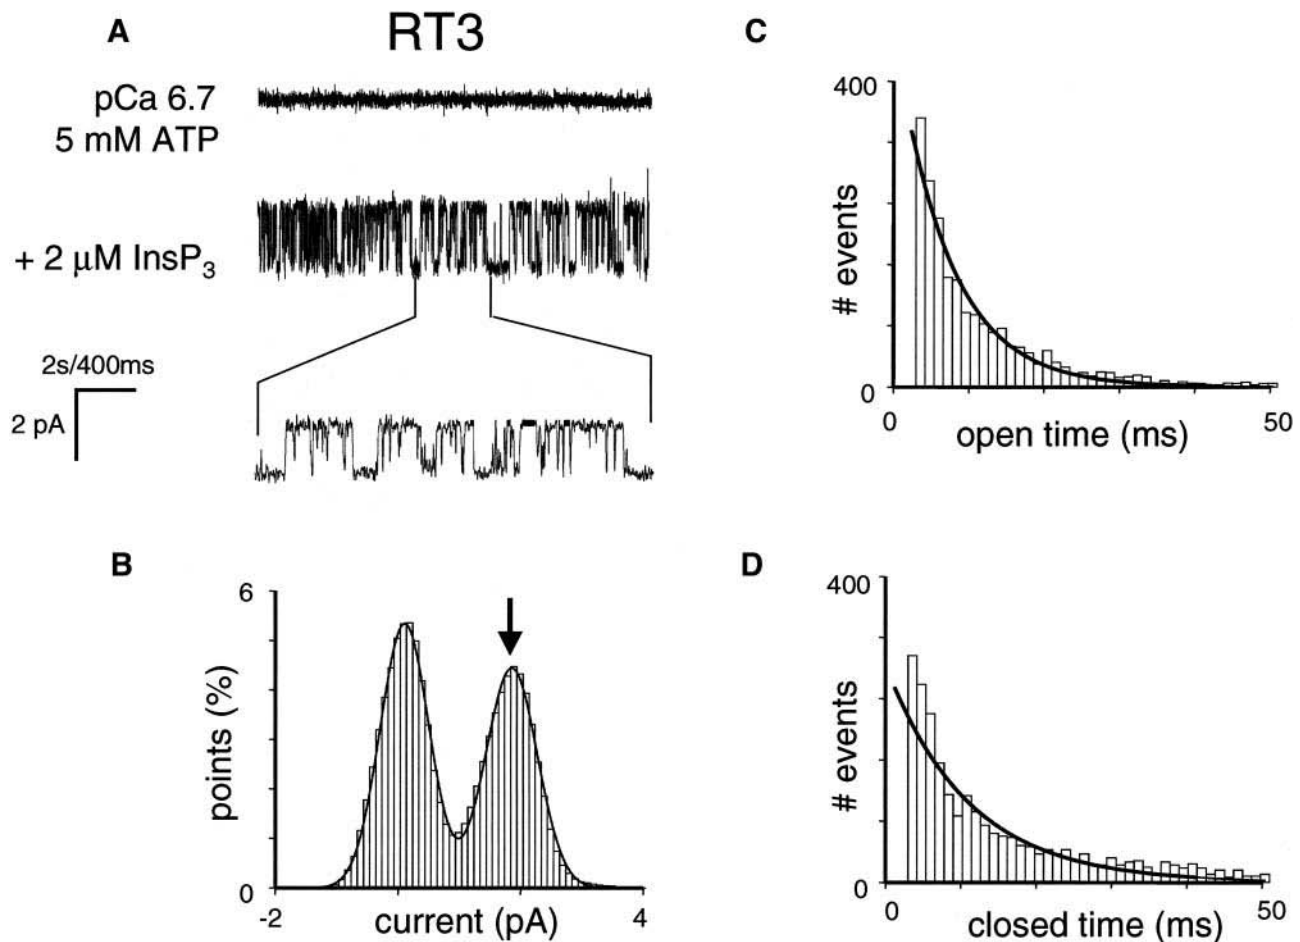 A
RT3
pCa 6.7
5 mM ATP
+ 2 μM InsP₃
2s/400ms
2 pA
B
6
points (%)
0
-2
current (pA)
4
C
400
# events
0
0
open time (ms)
50
D
400
# events
0
0
closed time (ms)
50